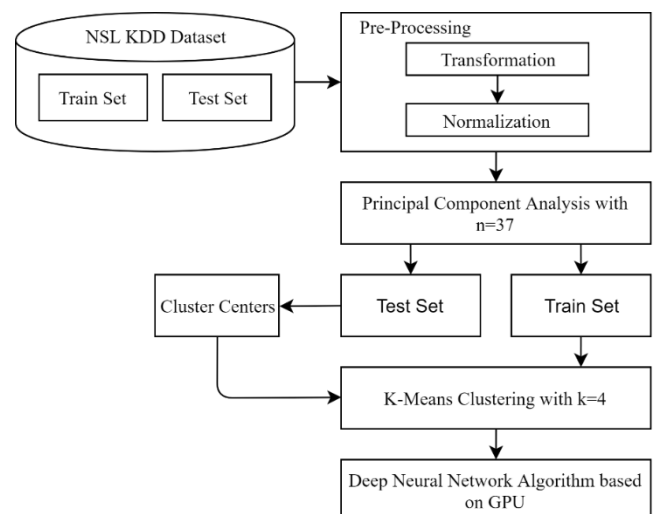 NSL KDD Dataset
Train Set
Test Set
Pre-Processing
Transformation
Normalization
Principal Component Analysis with
n=37
Cluster Centers
Test Set
Train Set
K-Means Clustering with k=4
Deep Neural Network Algorithm based
on GPU